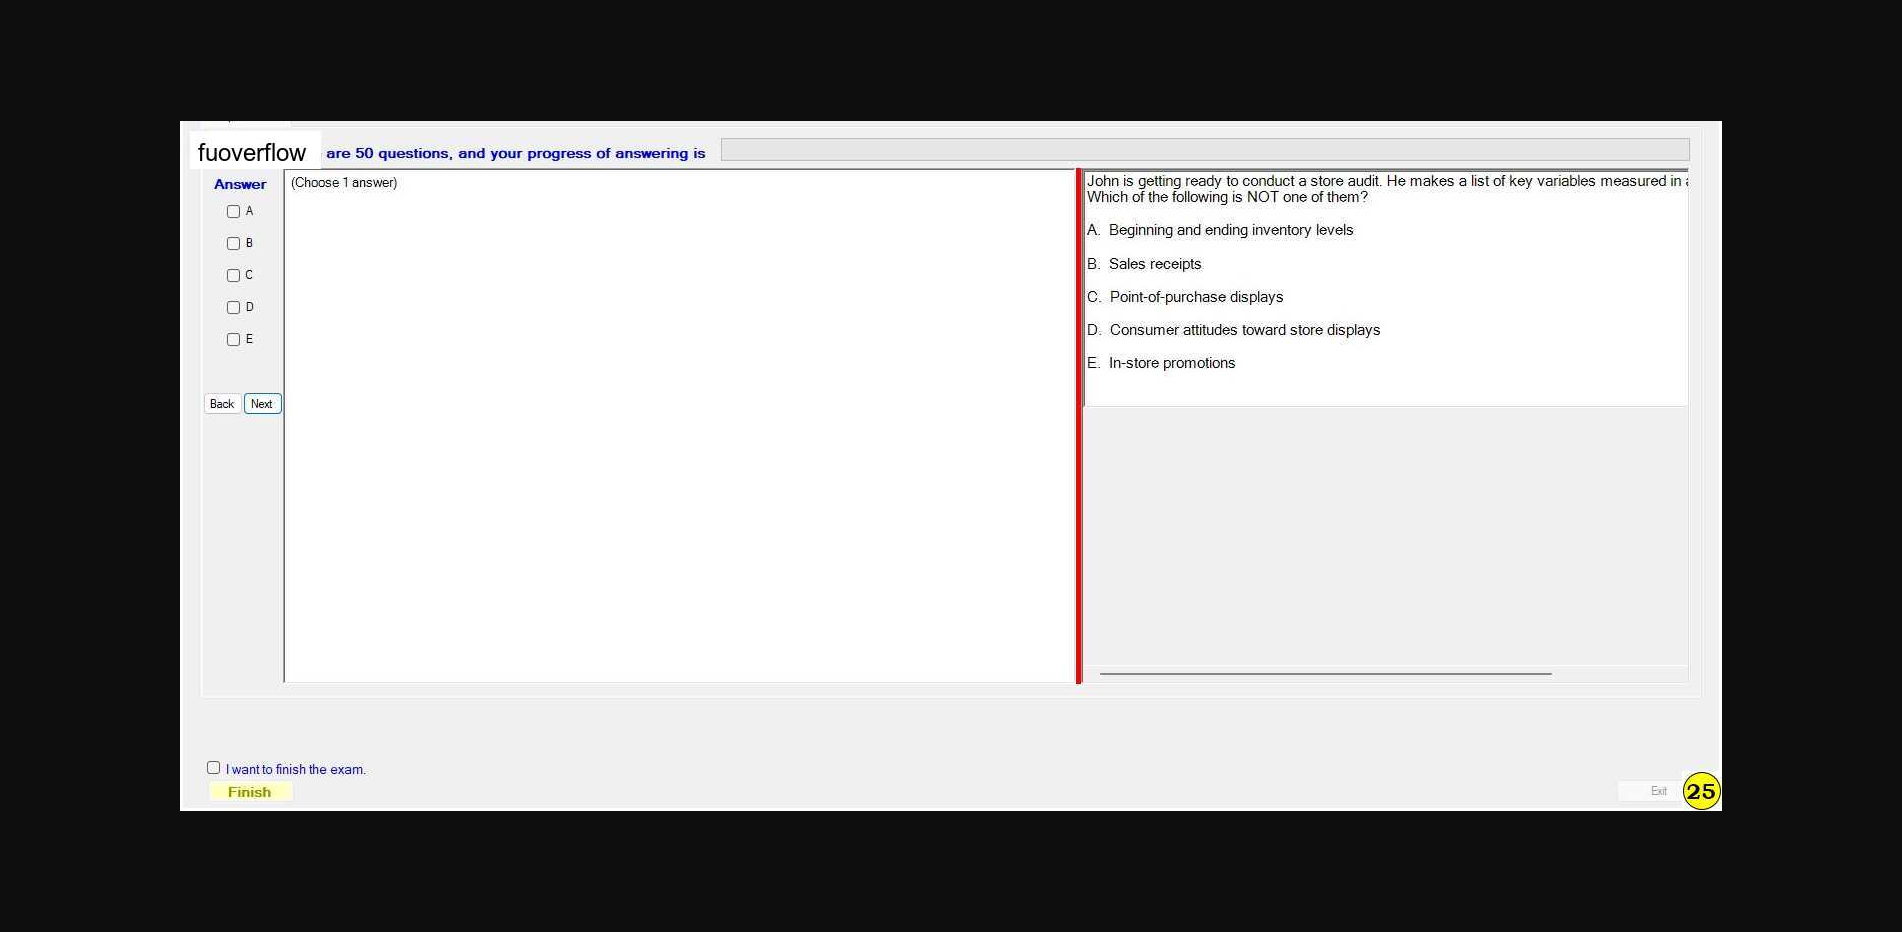 fuoverflow are 50 questions, and your progress of answering is
Answer
(Choose 1 answer)
A
B
C
D
E
Back Next
John is getting ready to conduct a store audit. He makes a list of key variables measured in
Which of the following is NOT one of them?
A. Beginning and ending inventory levels
B. Sales receipts
C. Point-of-purchase displays
D. Consumer attitudes toward store displays
E. In-store promotions
I want to finish the exam.
Finish
Exit
25